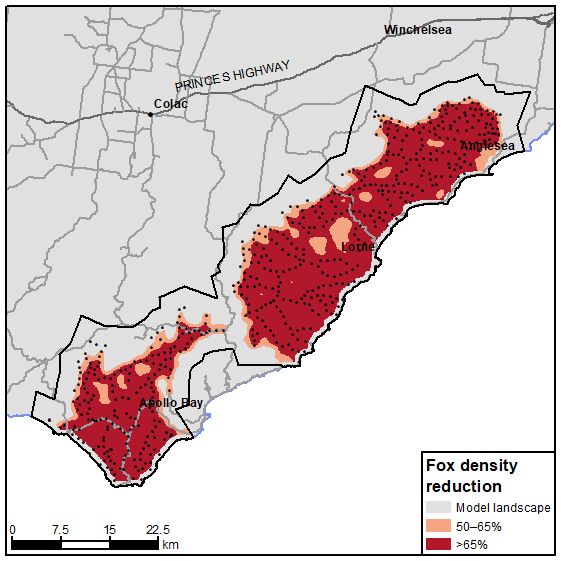 Winchelsea
PRINCES HIGHWAY
Colac
Anglesea
Lorne
Apollo Bay
Fox density
reduction
Model landscape
50–65%
>65%
0 7.5 15 22.5
km